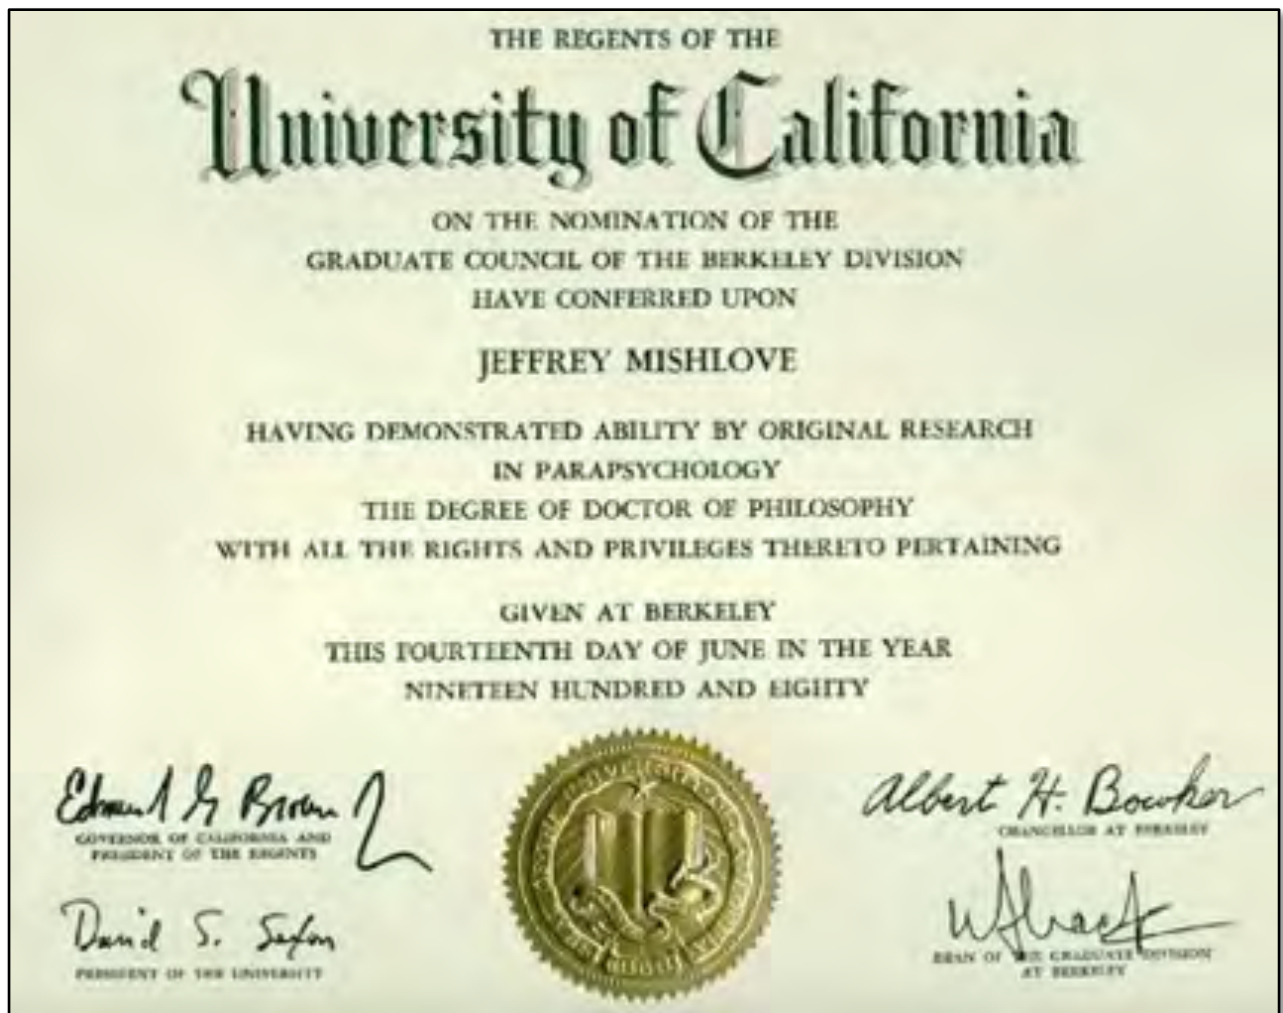 THE REGENTS OF THE
University of California
ON THE NOMINATION OF THE
GRADUATE COUNCIL OF THE BERKELEY DIVISION
HAVE CONFERRED UPON
JEFFREY MISHLOVE
HAVING DEMONSTRATED ABILITY BY ORIGINAL RESEARCH
IN PARAPSYCHOLOGY
THE DEGREE OF DOCTOR OF PHILOSOPHY
WITH ALL THE RIGHTS AND PRIVILEGES THERETO PERTAINING
GIVEN AT BERKELEY
THIS FOURTEENTH DAY OF JUNE IN THE YEAR
NINETEEN HUNDRED AND EIGHTY
Edmund G Brown Jr
GOVERNOR OF CALIFORNIA AND
PRESIDENT OF THE REGENTS
David S. Saxon
PRESIDENT OF THE UNIVERSITY
Albert H. Bowker
CHANCELLOR AT BERKELEY
DEAN OF THE GRADUATE DIVISION
AT BERKELEY